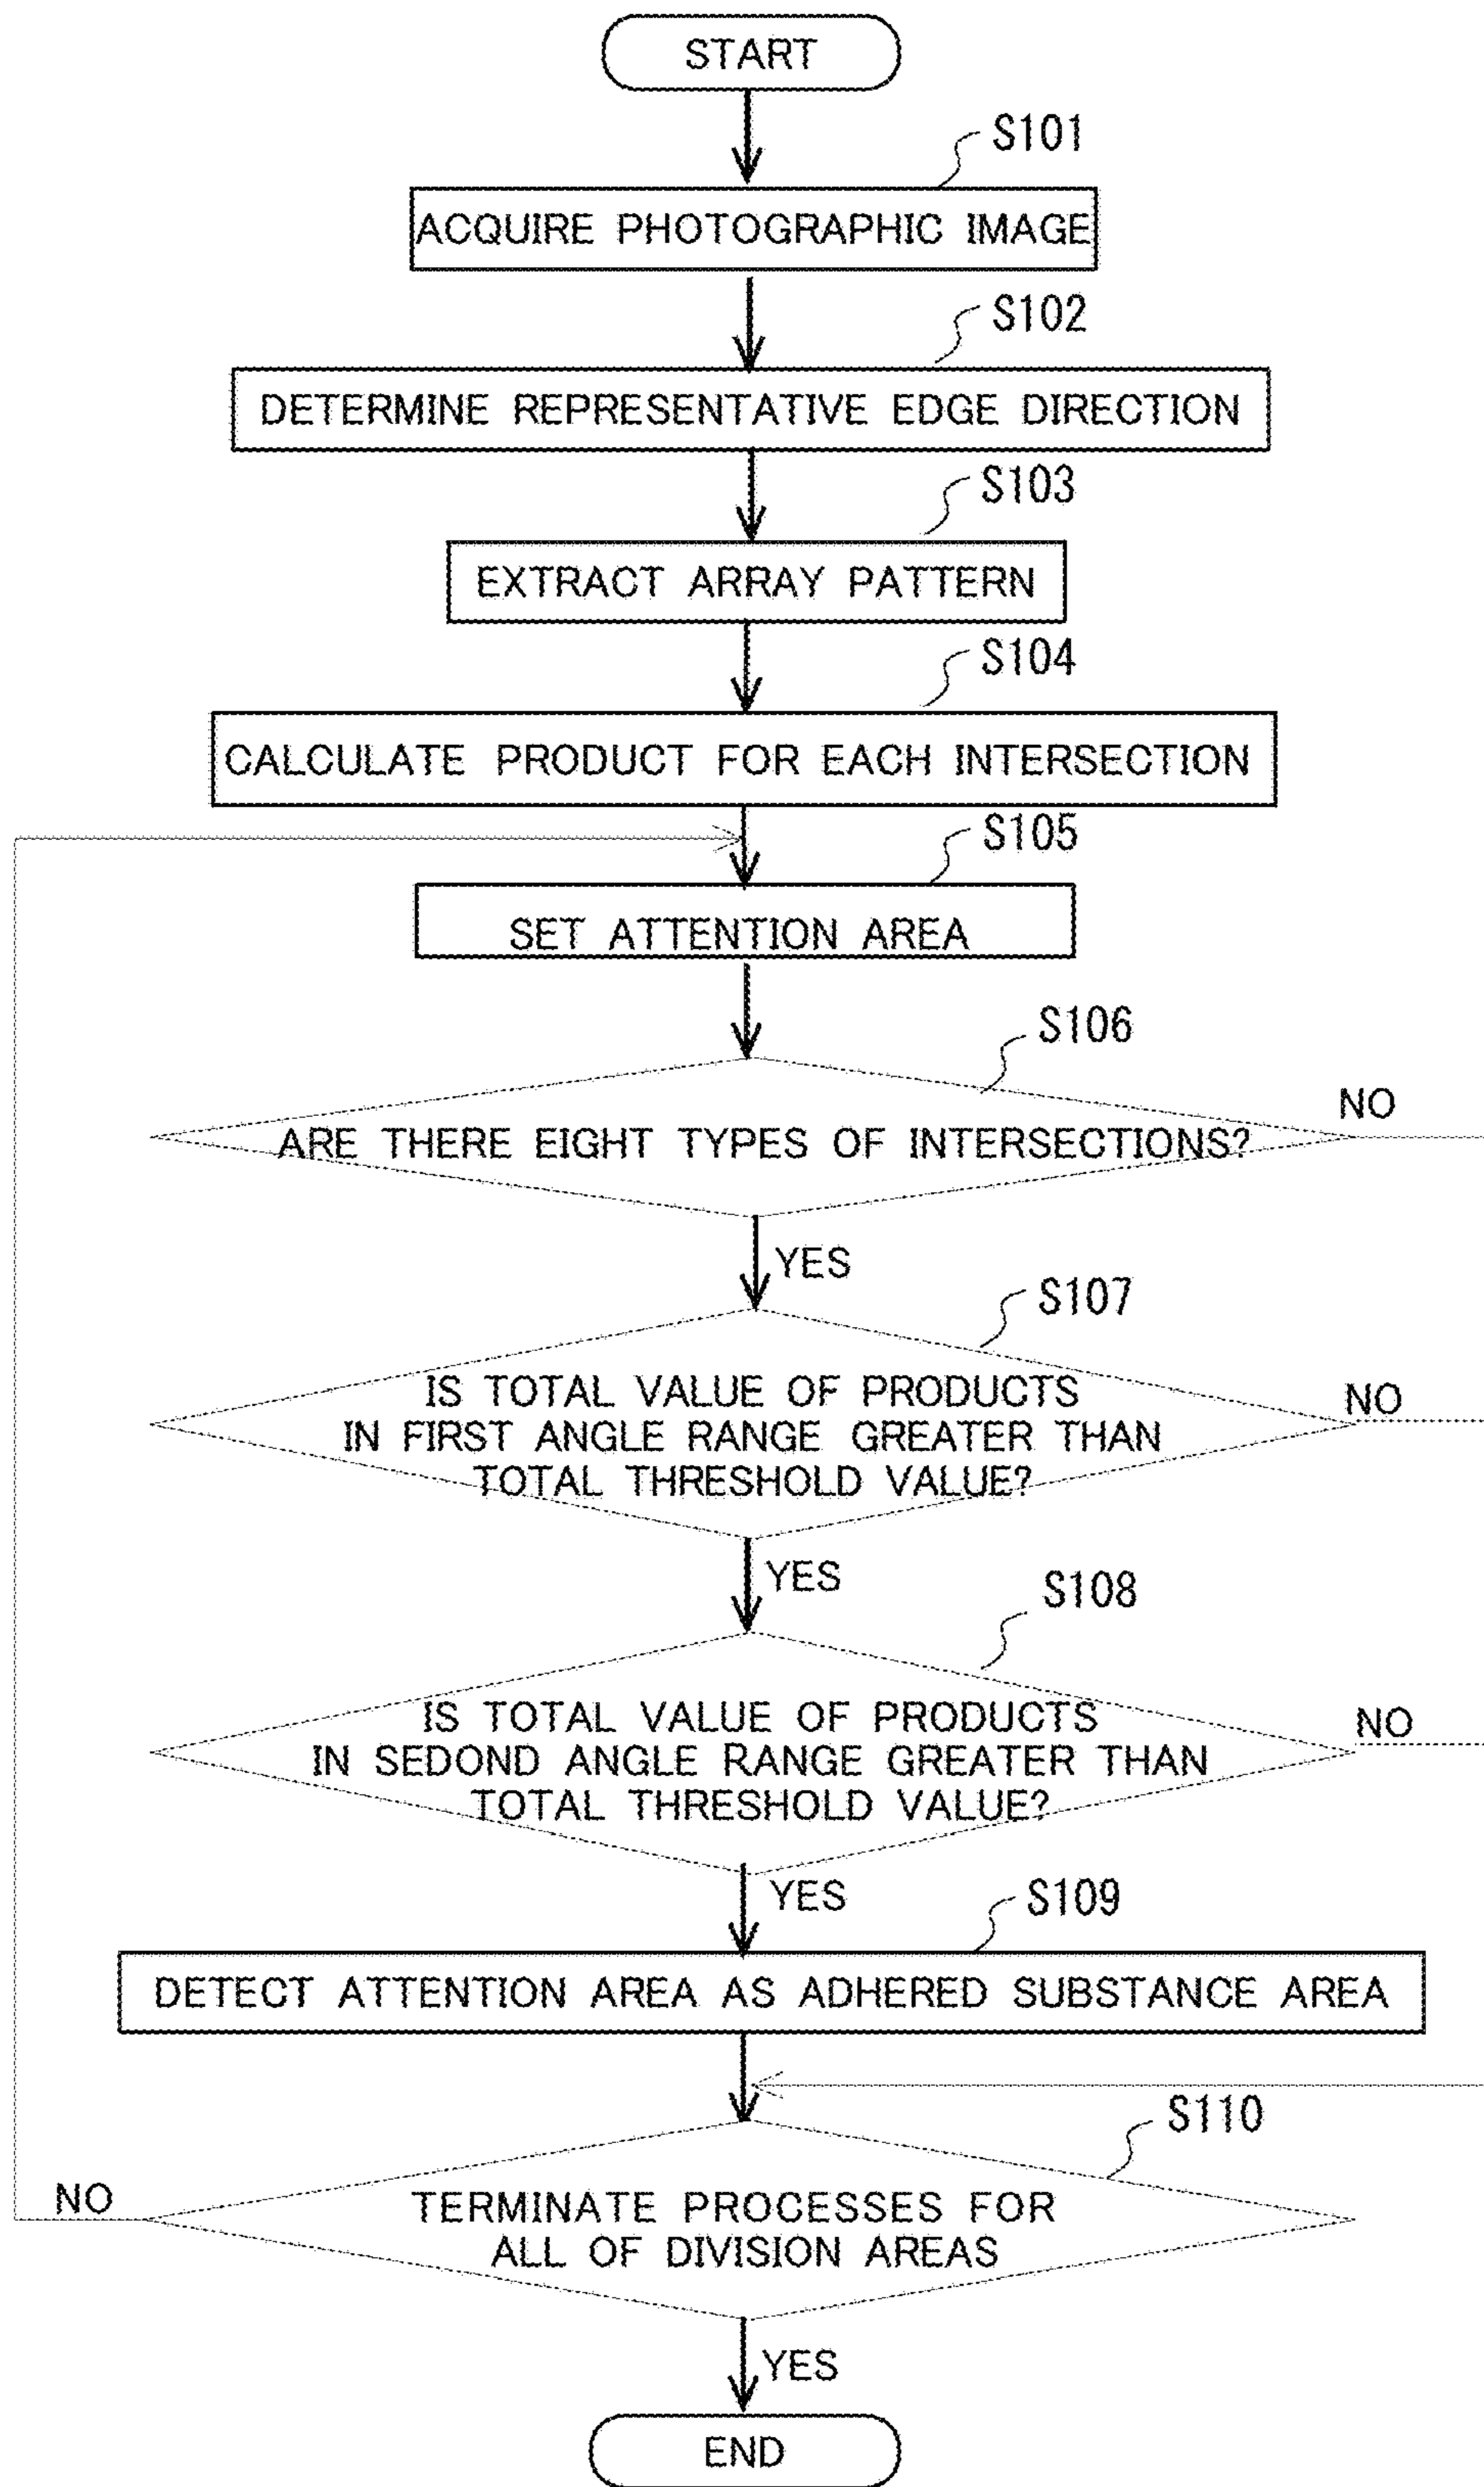 START
S101
ACQUIRE PHOTOGRAPHIC IMAGE
S102
DETERMINE REPRESENTATIVE EDGE DIRECTION
S103
EXTRACT ARRAY PATTERN
S104
CALCULATE PRODUCT FOR EACH INTERSECTION
S105
SET ATTENTION AREA
S106
NO
ARE THERE EIGHT TYPES OF INTERSECTIONS?
YES
S107
IS TOTAL VALUE OF PRODUCTS
NO
IN FIRST ANGLE RANGE GREATER THAN
TOTAL THRESHOLD VALUE?
YES
S108
IS TOTAL VALUE OF PRODUCTS
NO
IN SEDOND ANGLE RANGE GREATER THAN
TOTAL THRESHOLD VALUE?
YES
S109
DETECT ATTENTION AREA AS ADHERED SUBSTANCE AREA
S110
NO
TERMINATE PROCESSES FOR
ALL OF DIVISION AREAS
YES
END